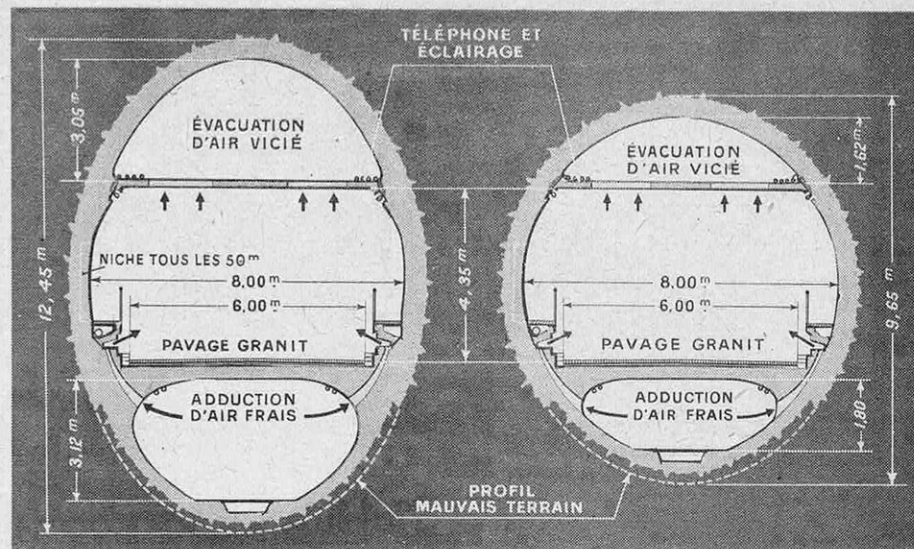 TÉLÉPHONE ET
ÉCLAIRAGE
12,45 m
3,05 m
ÉVACUATION
D'AIR VICIÉ
NICHE TOUS LES 50 m
8,00 m
6,00 m
PAVAGE GRANIT
ADDUCTION
D'AIR FRAIS
3,12 m
4,35 m
ÉVACUATION
D'AIR VICIÉ
1,62 m
8,00 m
6,00 m
PAVAGE GRANIT
ADDUCTION
D'AIR FRAIS
1,80
9,65 m
PROFIL
MAUVAIS TERRAIN